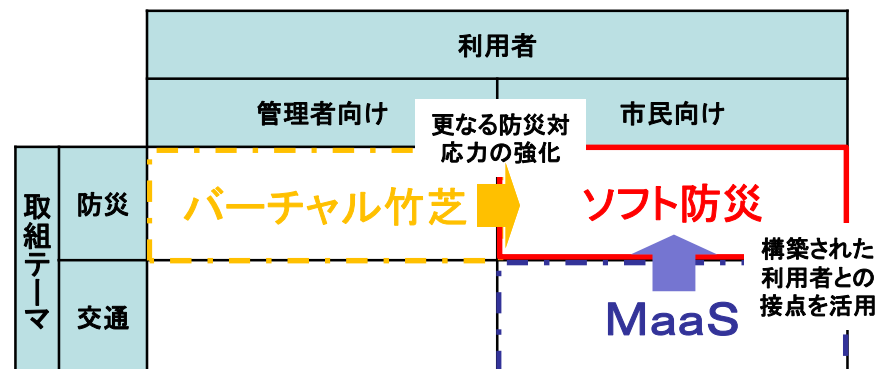 利用者
管理者向け
市民向け
更なる防災対
応力の強化
取組テーマ
防災
バーチャル竹芝
ソフト防災
構築された
利用者との
接点を活用
交通
MaaS